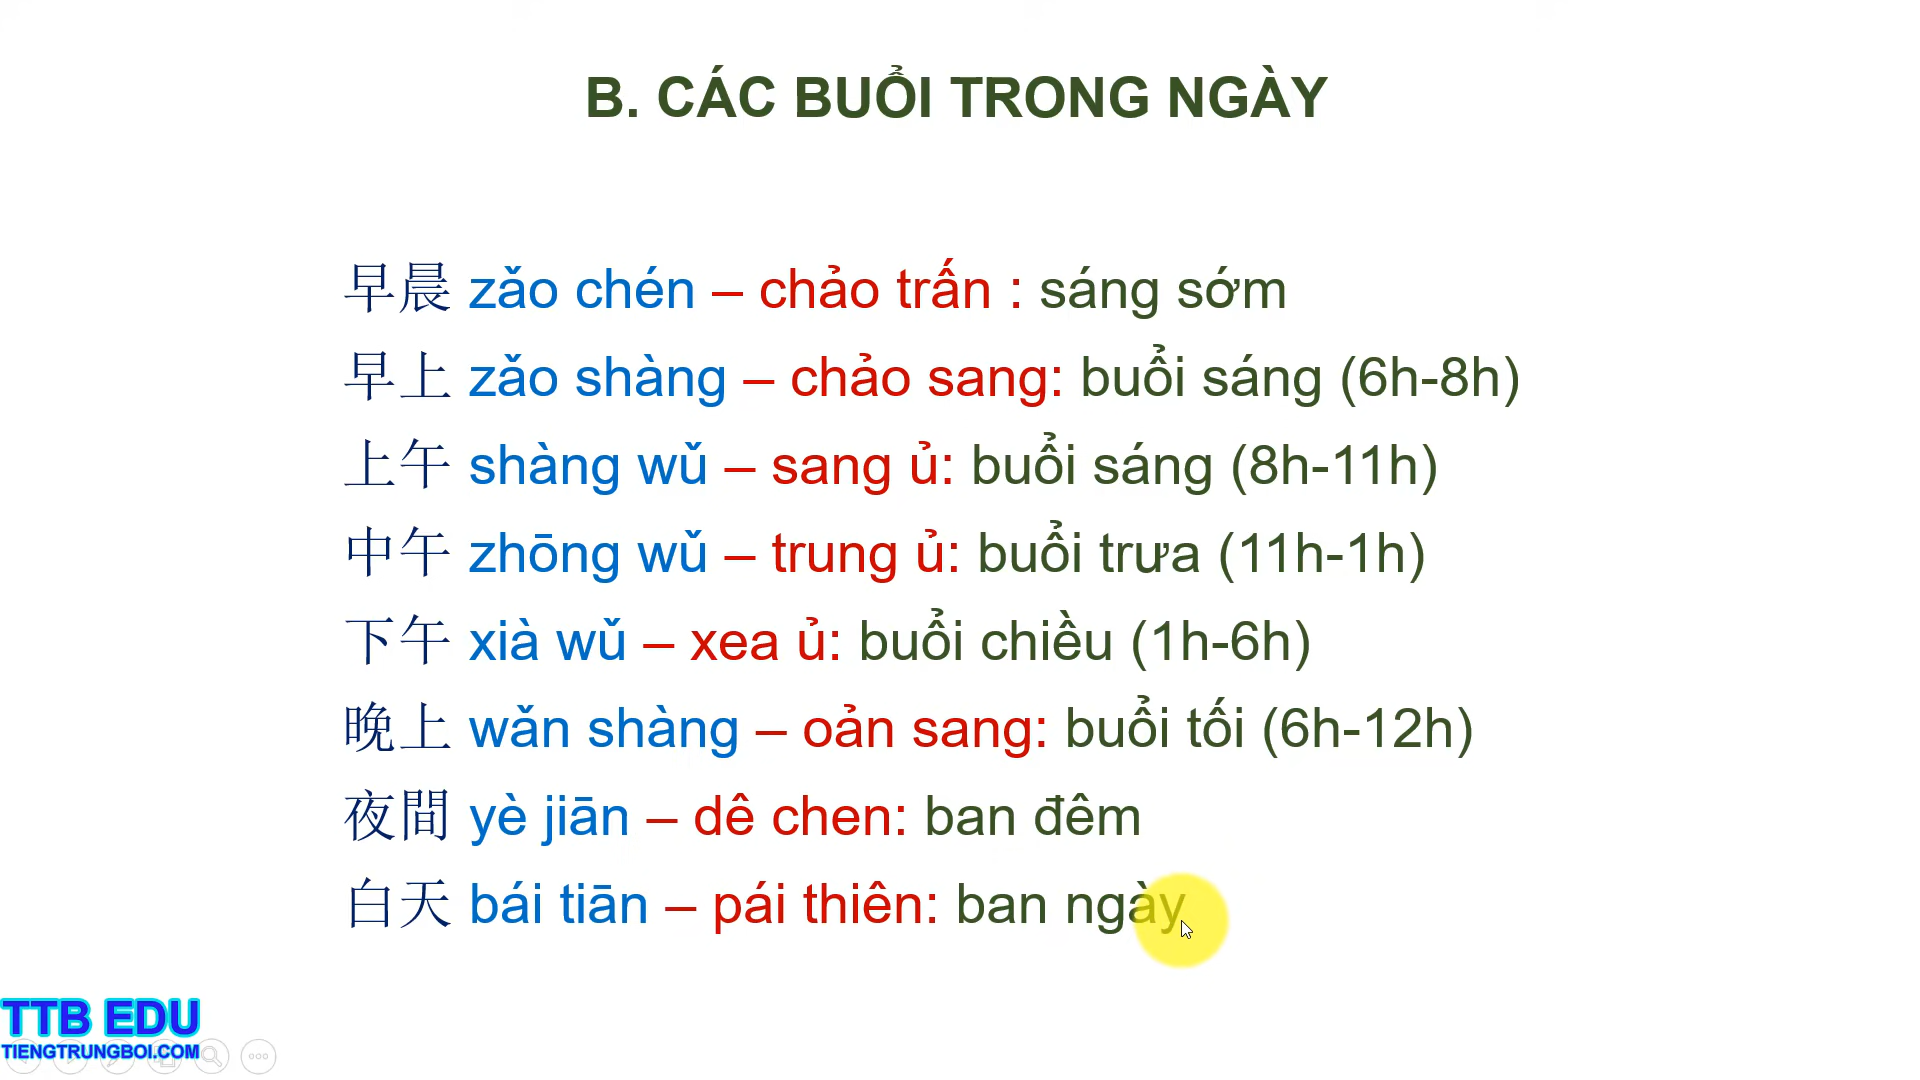 B. CÁC BUỔI TRONG NGÀY
早晨 zǎo chén – chảo trấn : sáng sớm
早上 zǎo shàng – chảo sang: buổi sáng (6h-8h)
上午 shàng wǔ – sang ủ: buổi sáng (8h-11h)
中午 zhōng wǔ – trung ủ: buổi trưa (11h-1h)
下午 xià wǔ – xea ủ: buổi chiều (1h-6h)
晚上 wǎn shàng – oản sang: buổi tối (6h-12h)
夜間 yè jiān – dê chen: ban đêm
白天 bái tiān – pái thiên: ban ngày
TTB EDU
TIENGTRUNGBOI.COM